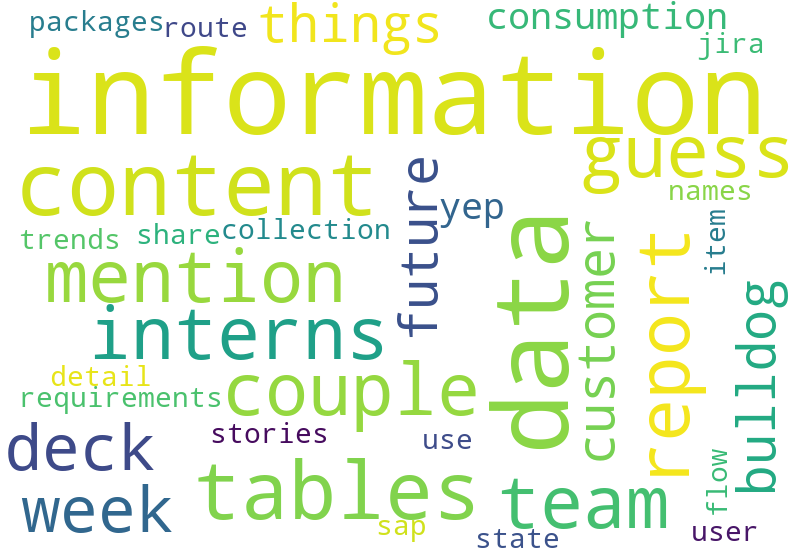 packages
route
things
consumption
jira
information
content
guess
names
future
yep
trends
share
collection
data
customer
report
item
mention
interns
bulldog
detail
requirements
couple
deck
stories
use
tables
week
team
flow
sap
state
user